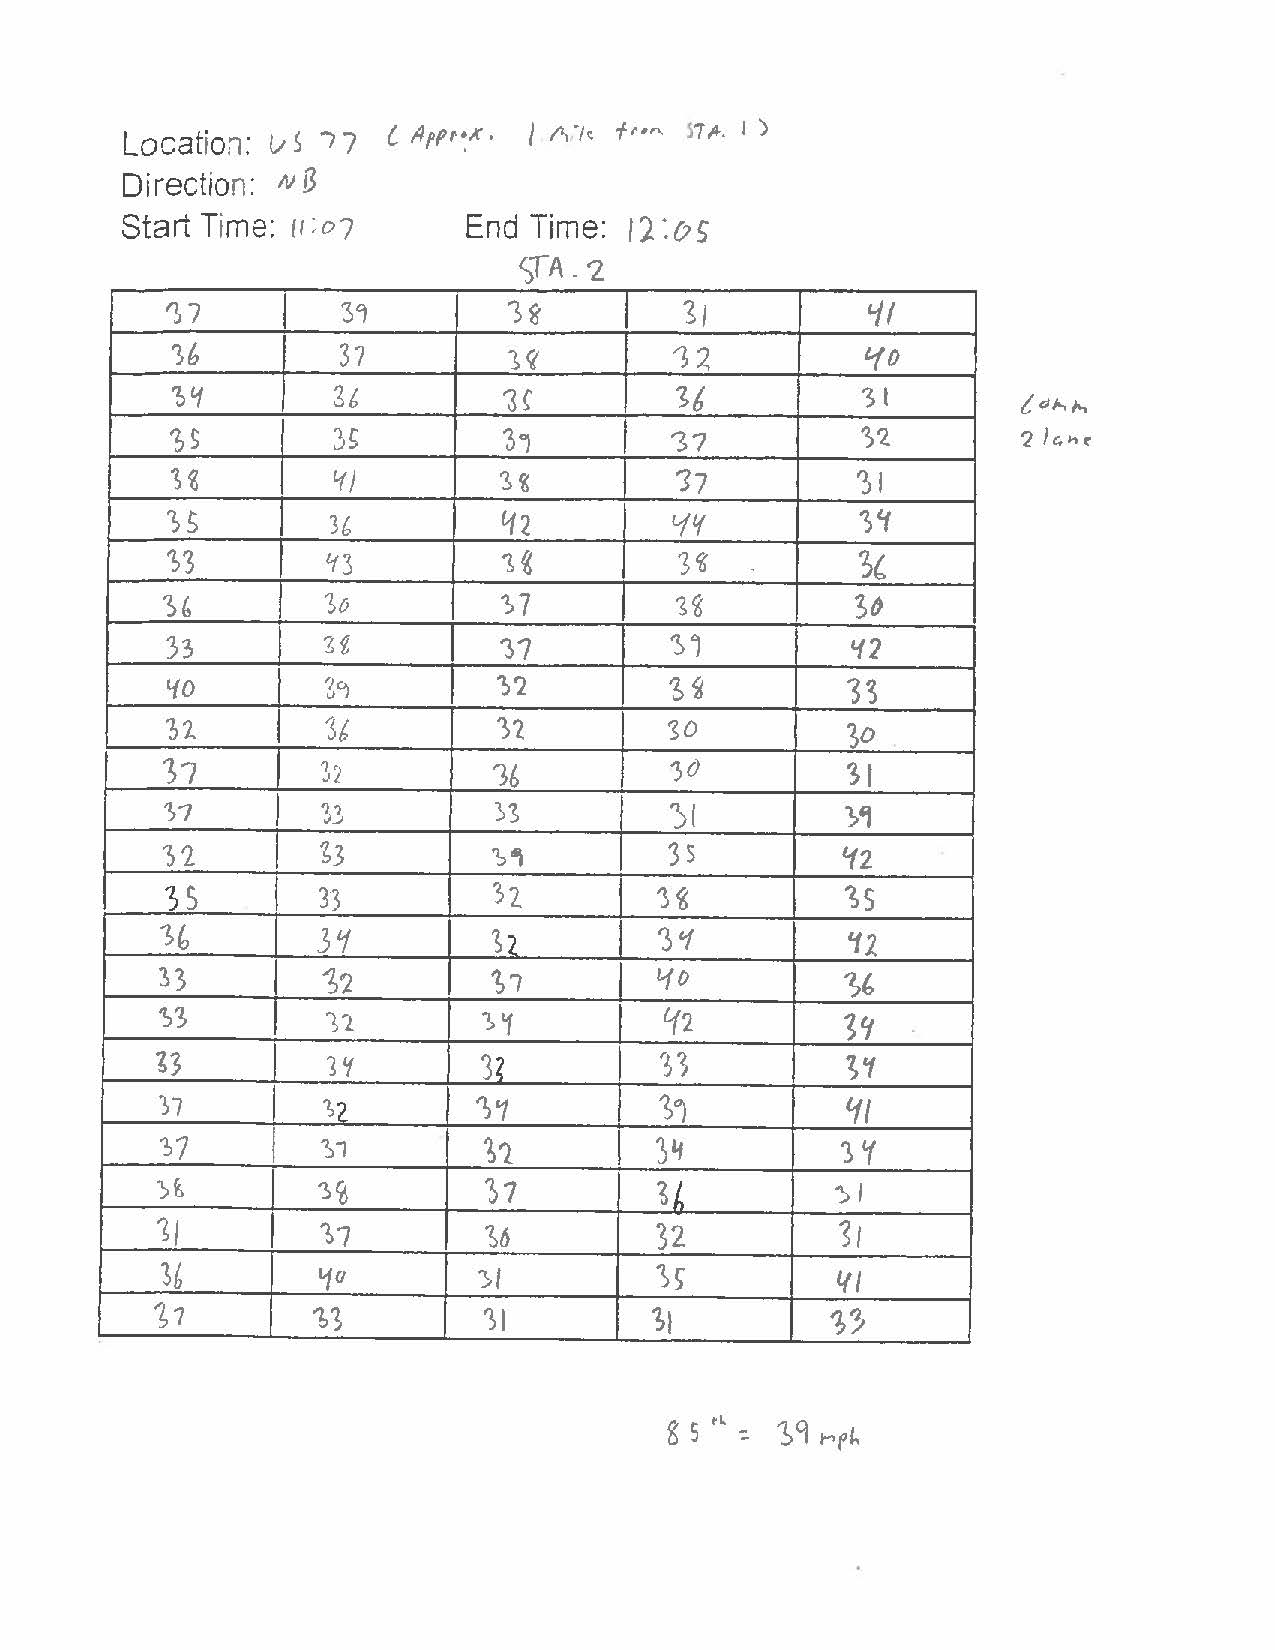 Location: US 77 (Approx. 1 mile from STA. 1)
Direction: NB
Start Time: 11:07 End Time: 12:05
STA. 2
37 39 38 31 41
36 37 38 32 40
34 36 35 36 31 Comm
35 35 39 37 32 2 lane
38 41 38 37 31
35 36 42 44 34
33 43 38 38 36
36 30 37 38 30
33 38 37 39 42
40 39 32 38 33
32 36 32 30 30
37 32 36 30 31
37 33 33 31 39
32 33 39 35 42
35 33 32 38 35
36 34 32 34 42
33 32 37 40 36
33 32 34 42 34
33 34 33 33 34
37 32 34 39 41
37 37 32 34 34
38 38 37 36 31
31 37 30 32 31
36 40 31 35 41
37 33 31 31 33
85th = 39 mph